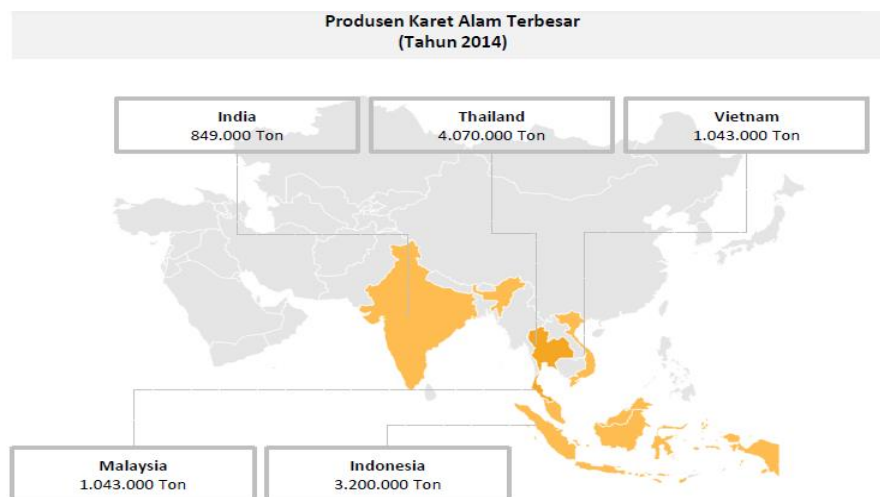 Produsen Karet Alam Terbesar
(Tahun 2014)
India
849.000 Ton
Thailand
4.070.000 Ton
Vietnam
1.043.000 Ton
Malaysia
1.043.000 Ton
Indonesia
3.200.000 Ton